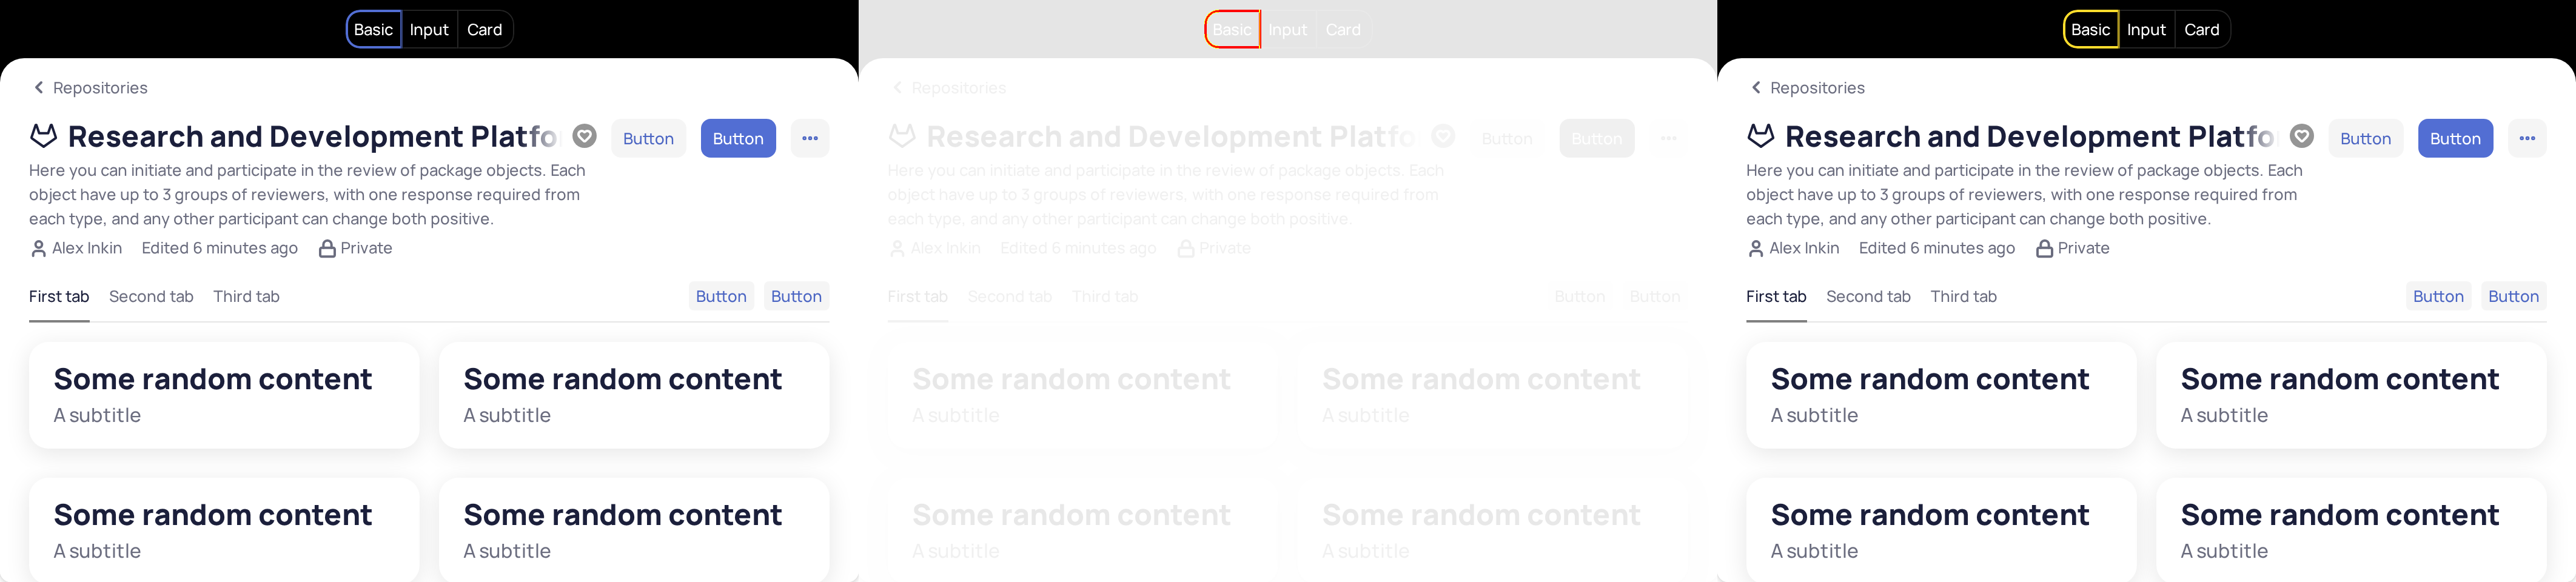 Basic Input Card
Repositories
Research and Development Platfo
Button Button
Here you can initiate and participate in the review of package objects. Each
object have up to 3 groups of reviewers, with one response required from
each type, and any other participant can change both positive.
Alex Inkin Edited 6 minutes ago Private
First tab Second tab Third tab Button Button
Some random content Some random content
A subtitle A subtitle
Some random content Some random content
A subtitle A subtitle
Basic Input Card
Repositories
Research and Development Platfo
Button Button
Here you can initiate and participate in the review of package objects. Each
object have up to 3 groups of reviewers, with one response required from
each type, and any other participant can change both positive.
Alex Inkin Edited 6 minutes ago Private
First tab Second tab Third tab Button Button
Some random content Some random content
A subtitle A subtitle
Some random content Some random content
A subtitle A subtitle
Basic Input Card
Repositories
Research and Development Platfo
Button Button
Here you can initiate and participate in the review of package objects. Each
object have up to 3 groups of reviewers, with one response required from
each type, and any other participant can change both positive.
Alex Inkin Edited 6 minutes ago Private
First tab Second tab Third tab Button Button
Some random content Some random content
A subtitle A subtitle
Some random content Some random content
A subtitle A subtitle